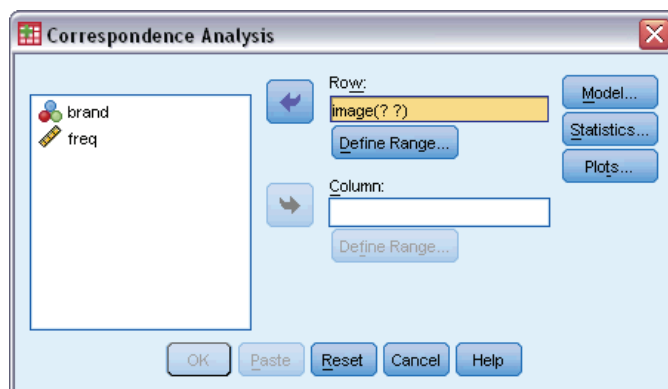 Correspondence Analysis
brand
freq
Row:
image(? ?)
Define Range...
Column:
Define Range...
Model...
Statistics...
Plots...
OK
Paste
Reset
Cancel
Help